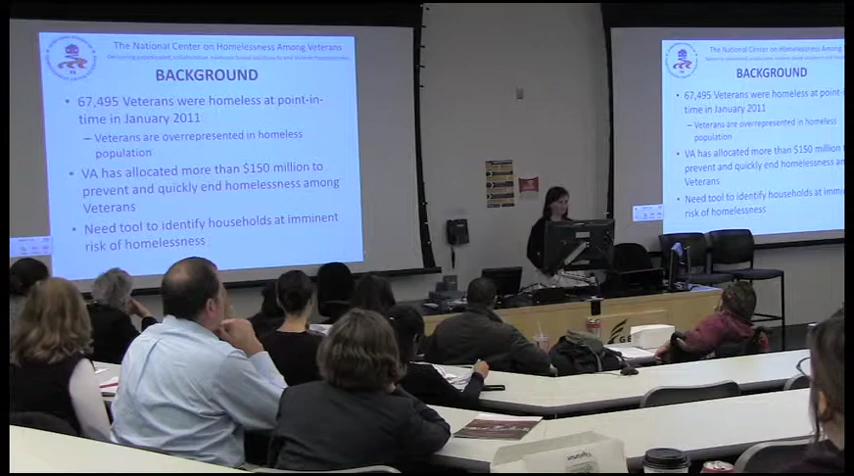 The National Center on Homelessness Among Veterans
BACKGROUND
• 67,495 Veterans were homeless at point-in-
time in January 2011
– Veterans are overrepresented in homeless
population
• VA has allocated more than $150 million to
prevent and quickly end homelessness among
Veterans
• Need tool to identify households at imminent
risk of homelessness
The National Center on Homelessness Among Veterans
BACKGROUND
• 67,495 Veterans were homeless at point-
time in January 2011
– Veterans are overrepresented in homeless
population
• VA has allocated more than $150 million
prevent and quickly end homelessness am
Veterans
• Need tool to identify households at immi
risk of homelessness